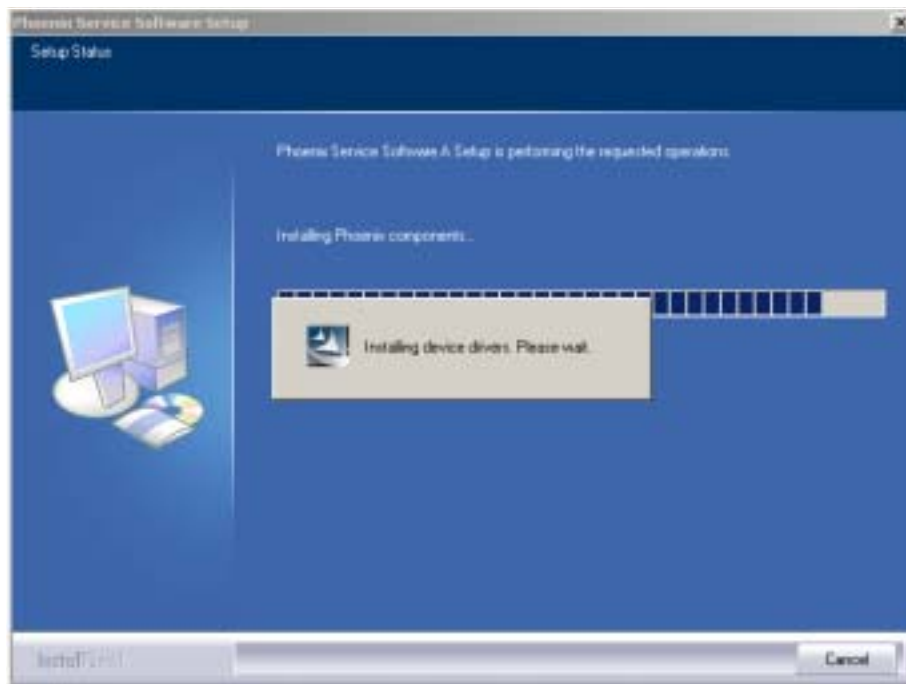 Phoenix Service Software Setup
Setup Status
Phoenix Service Software A Setup is performing the requested operations.
Installing Phoenix components...
Installing device drivers. Please wait.
Cancel